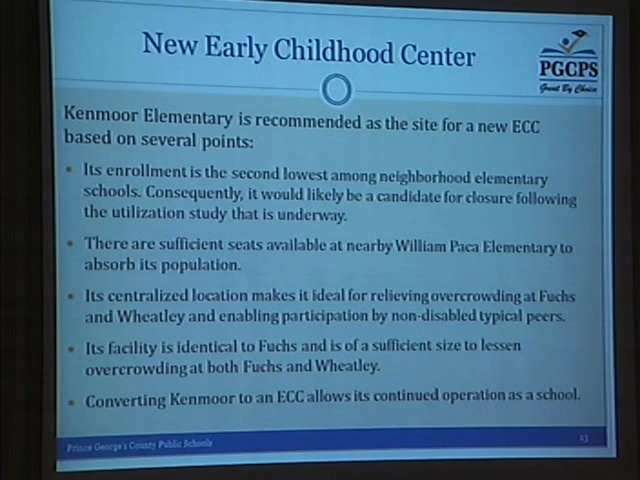 New Early Childhood Center
PGCPS
Great By Choice
Kenmoor Elementary is recommended as the site for a new ECC
based on several points:
• Its enrollment is the second lowest among neighborhood elementary
schools. Consequently, it would likely be a candidate for closure following
the utilization study that is underway.
• There are sufficient seats available at nearby William Paca Elementary to
absorb its population.
• Its centralized location makes it ideal for relieving overcrowding at Fuchs
and Wheatley and enabling participation by non-disabled typical peers.
• Its facility is identical to Fuchs and is of a sufficient size to lessen
overcrowding at both Fuchs and Wheatley.
• Converting Kenmoor to an ECC allows its continued operation as a school.
Prince George's County Public Schools
13